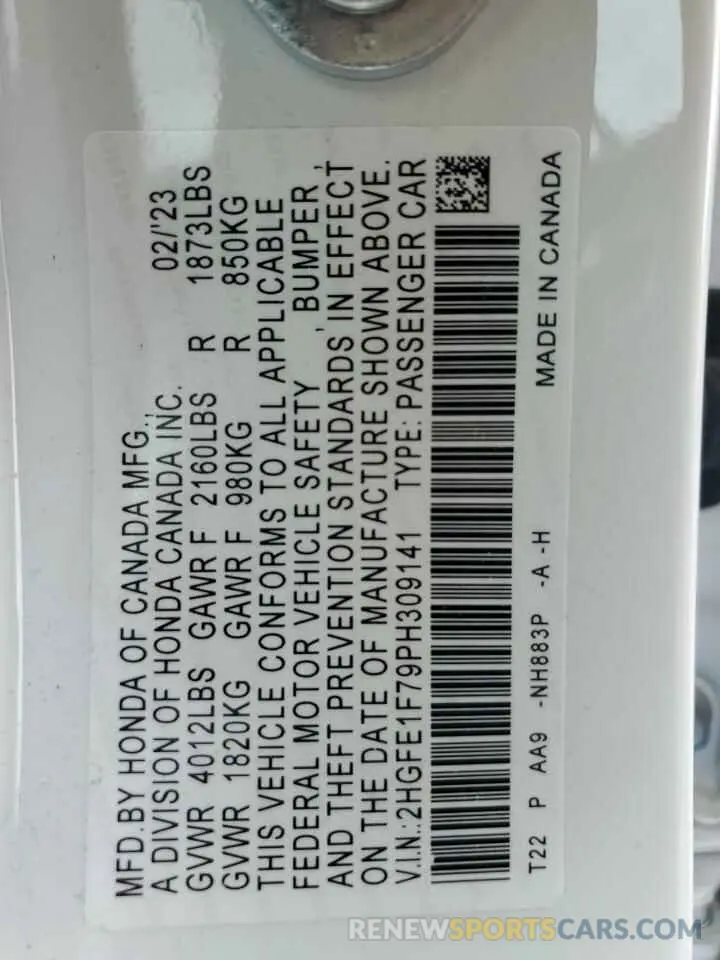 MFD.BY HONDA OF CANADA MFG.,
A DIVISION OF HONDA CANADA INC. 02/'23
GVWR 4012LBS GAWR F 2160LBS R 1873LBS
GVWR 1820KG GAWR F 980KG R 850KG
THIS VEHICLE CONFORMS TO ALL APPLICABLE
FEDERAL MOTOR VEHICLE SAFETY , BUMPER ,
AND THEFT PREVENTION STANDARDS IN EFFECT
ON THE DATE OF MANUFACTURE SHOWN ABOVE.
V.I.N.:2HGFE1F79PH309141 TYPE: PASSENGER CAR
T22 P AA9 -NH883P -A -H MADE IN CANADA
RENEWSPORTSCARS.COM